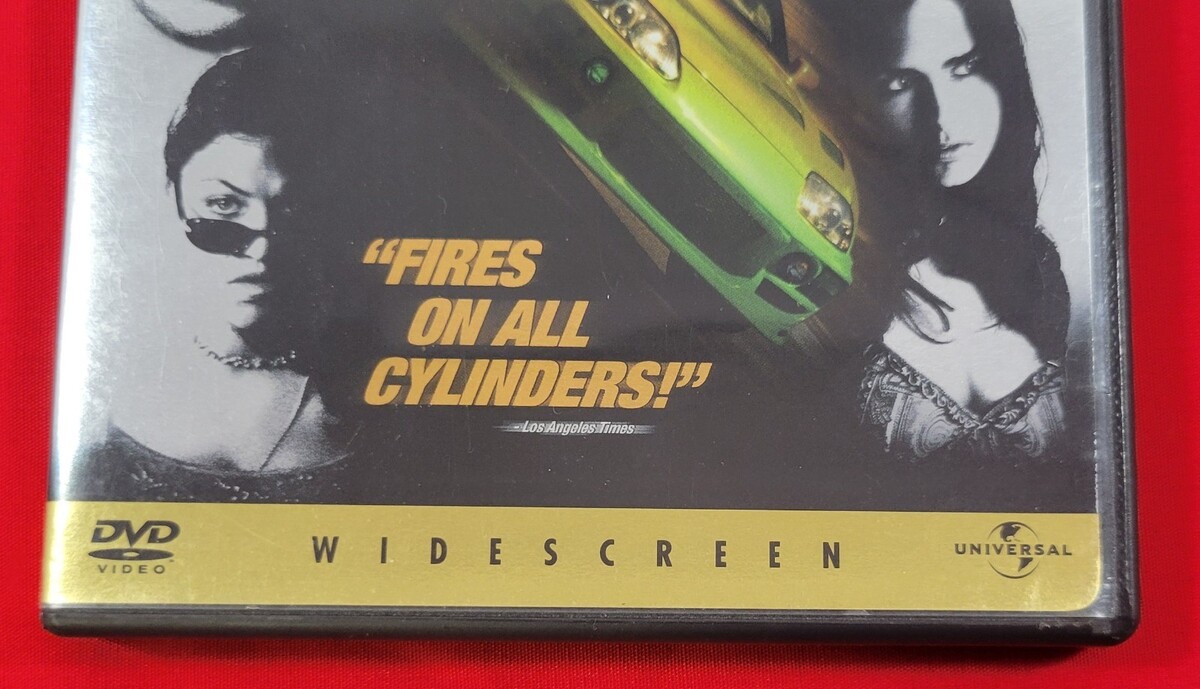 “FIRES
ON ALL
CYLINDERS!”
- Los Angeles Times
DVD
VIDEO
WIDESCREEN
UNIVERSAL